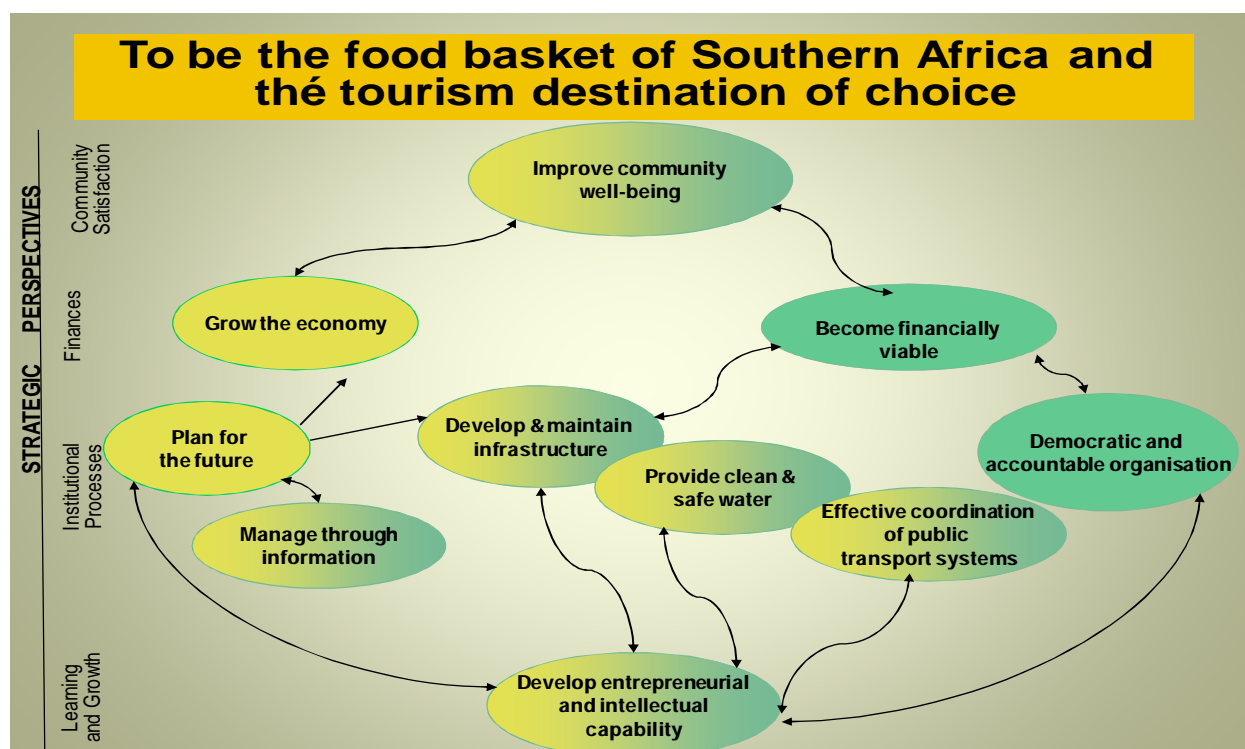 To be the food basket of Southern Africa and
thé tourism destination of choice
STRATEGIC PERSPECTIVES
Community
Satisfaction
Improve community
well-being
Finances
Grow the economy
Become financially
viable
Institutional
Processes
Plan for
the future
Develop & maintain
infrastructure
Democratic and
accountable organisation
Provide clean &
safe water
Manage through
information
Effective coordination
of public
transport systems
Learning
and Growth
Develop entrepreneurial
and intellectual
capability